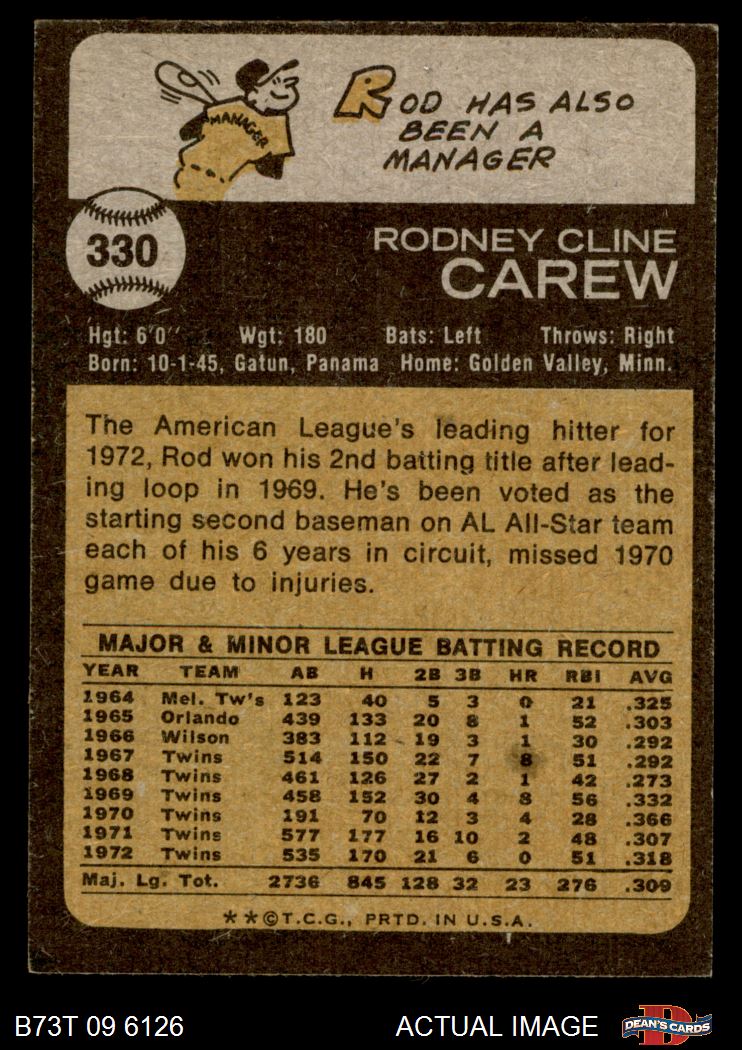 ROD HAS ALSO
BEEN A
MANAGER
MANAGER
330
RODNEY CLINE
CAREW
Hgt: 6'0" Wgt: 180 Bats: Left Throws: Right
Born: 10-1-45, Gatun, Panama Home: Golden Valley, Minn.
The American League's leading hitter for
1972, Rod won his 2nd batting title after lead-
ing loop in 1969. He's been voted as the
starting second baseman on AL All-Star team
each of his 6 years in circuit, missed 1970
game due to injuries.
MAJOR & MINOR LEAGUE BATTING RECORD
YEAR TEAM AB H 2B 3B HR RBI AVG
1964 Mel. Tw's 123 40 5 3 0 21 .325
1965 Orlando 439 133 20 8 1 52 .303
1966 Wilson 383 112 19 3 1 30 .292
1967 Twins 514 150 22 7 8 51 .292
1968 Twins 461 126 27 2 1 42 .273
1969 Twins 458 152 30 4 8 56 .332
1970 Twins 191 70 12 3 4 28 .366
1971 Twins 577 177 16 10 2 48 .307
1972 Twins 535 170 21 6 0 51 .318
Maj. Lg. Tot. 2736 845 128 32 23 276 .309
**©T.C.G., PRTD. IN U.S.A.
B73T 09 6126 ACTUAL IMAGE
D
DEAN'S CARDS